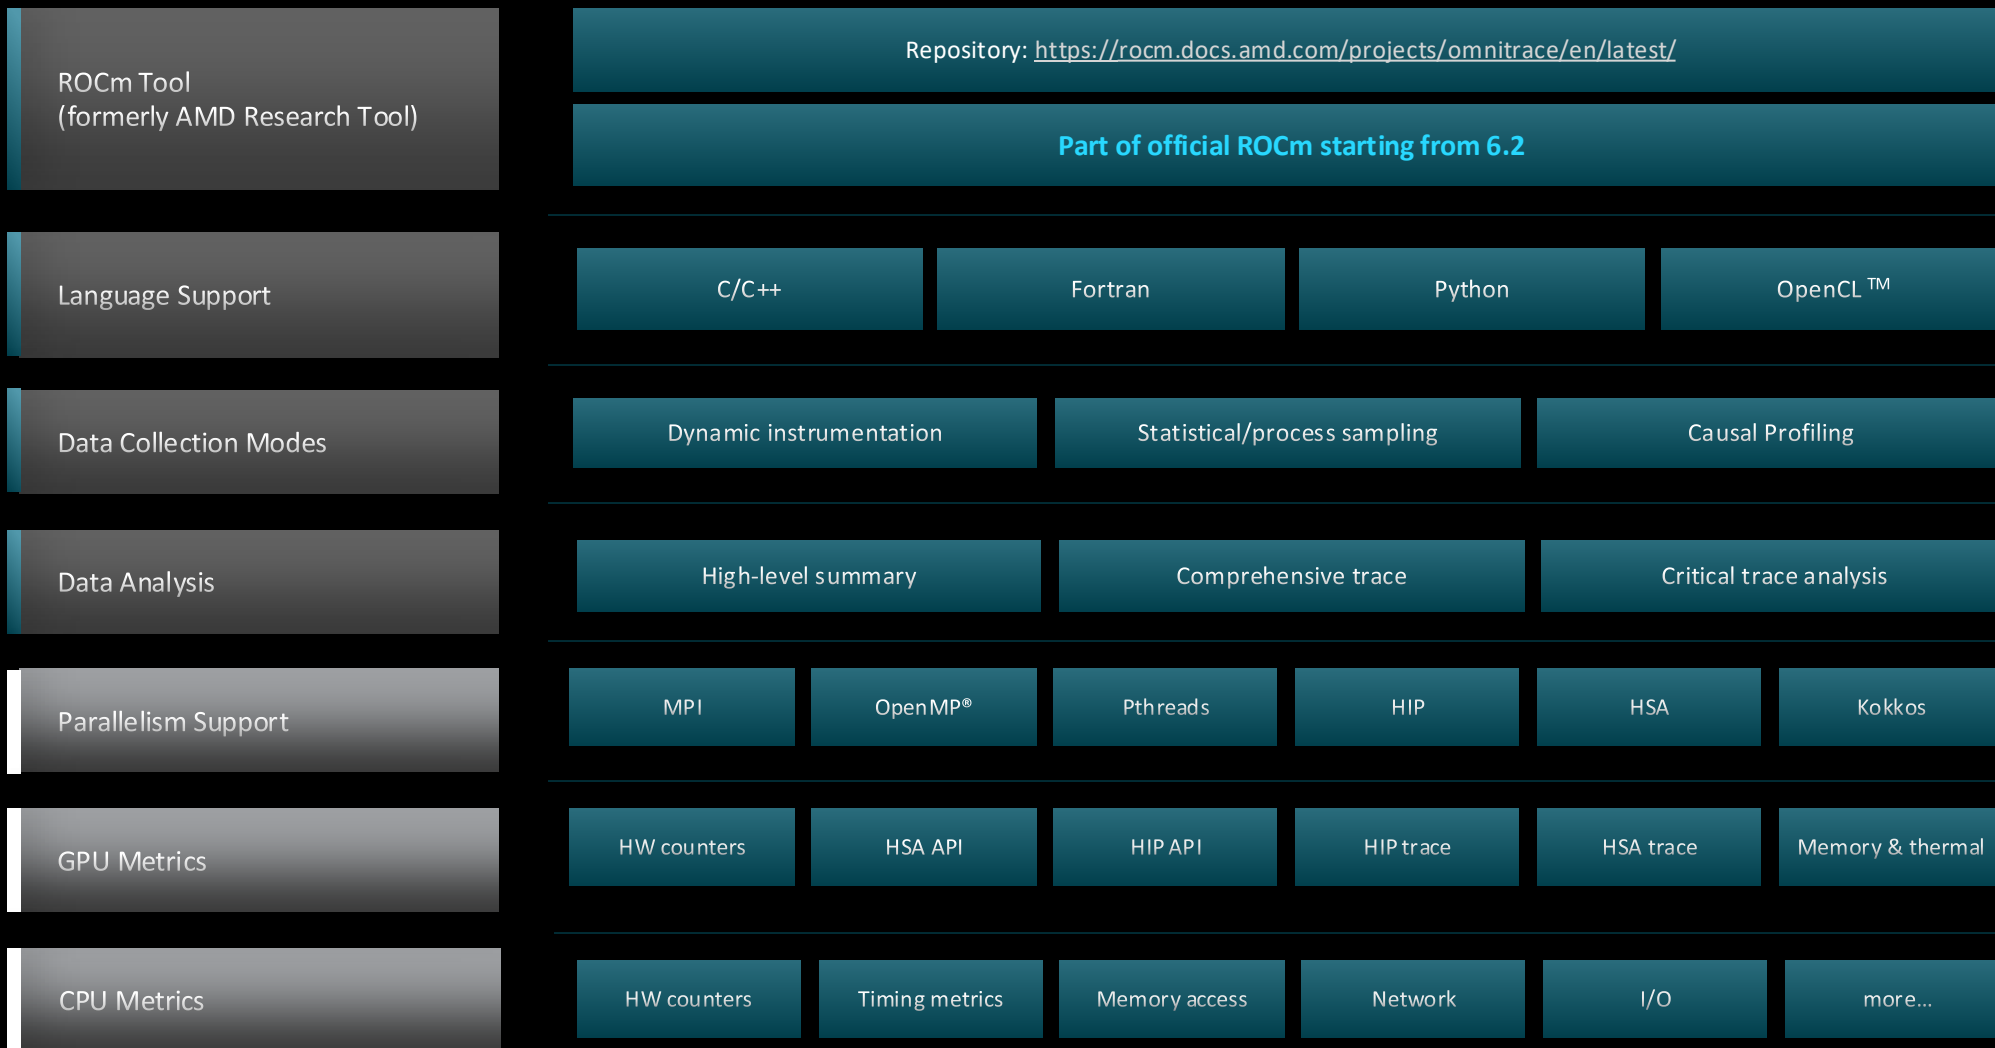 ROCm Tool
(formerly AMD Research Tool)
Repository: https://rocm.docs.amd.com/projects/omnitrace/en/latest/
Part of official ROCm starting from 6.2
Language Support
C/C++
Fortran
Python
OpenCL TM
Data Collection Modes
Dynamic instrumentation
Statistical/process sampling
Causal Profiling
Data Analysis
High-level summary
Comprehensive trace
Critical trace analysis
Parallelism Support
MPI
OpenMP®
Pthreads
HIP
HSA
Kokkos
GPU Metrics
HW counters
HSA API
HIP API
HIP trace
HSA trace
Memory & thermal
CPU Metrics
HW counters
Timing metrics
Memory access
Network
I/O
more...